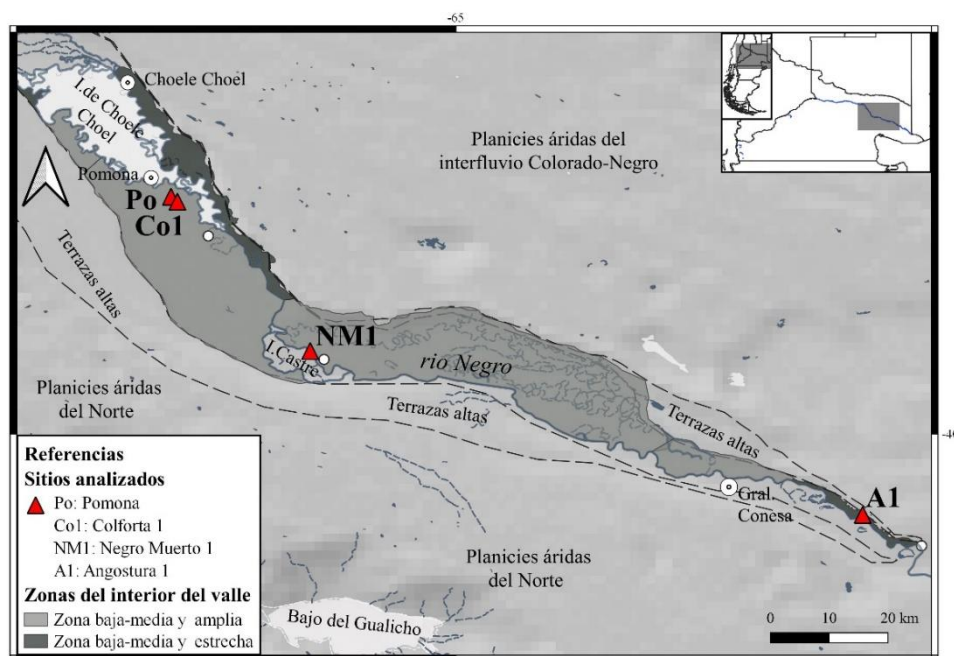 -65
Choele Choel
I.de Choele
Choel
Planicies áridas del
interfluvio Colorado-Negro
Pomona
Po
Co1
Terrazas altas
NM1
I.Castre
río Negro
Planicies áridas
del Norte
Terrazas altas
Terrazas altas
-40
A1
Gral.
Conesa
Planicies áridas
del Norte
Bajo del Gualicho
Referencias
Sitios analizados
Po: Pomona
Co1: Colforta 1
NM1: Negro Muerto 1
A1: Angostura 1
Zonas del interior del valle
Zona baja-media y amplia
Zona baja-media y estrecha
0 10 20 km